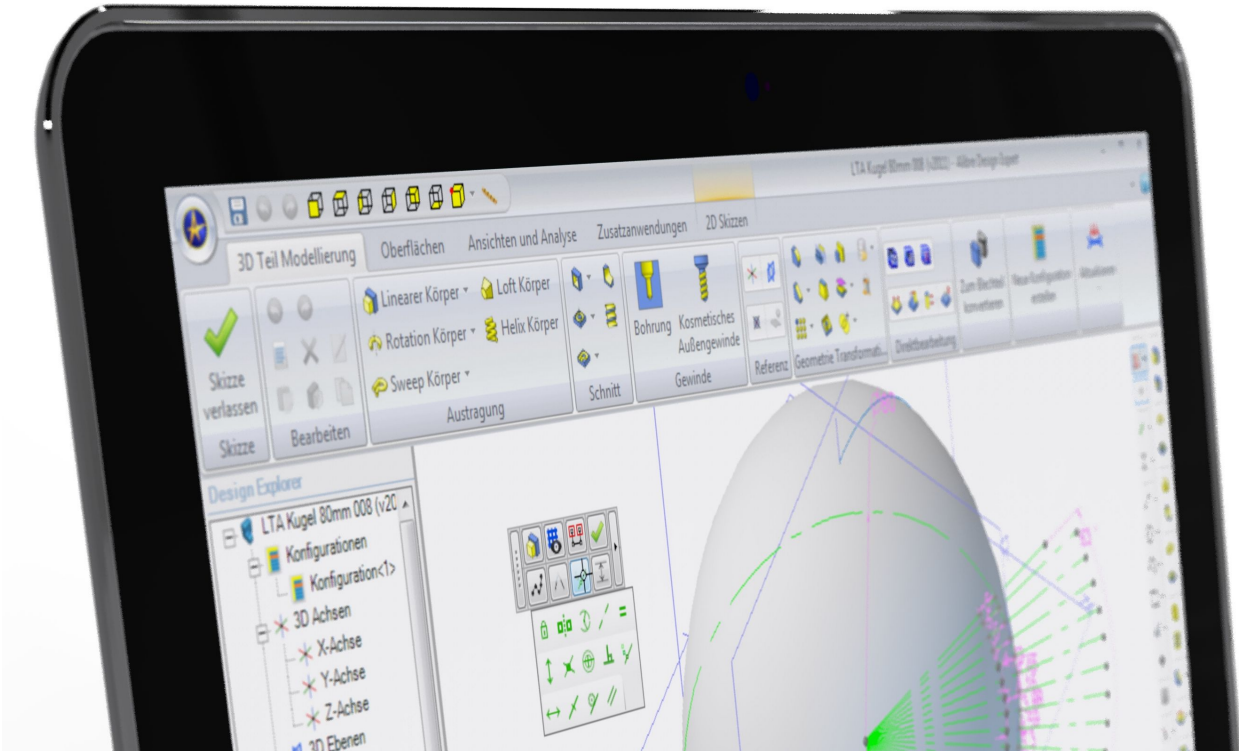 LTA Kugel 80mm 008 (v2011) - Alibre Design Expert
3D Teil Modellierung
Oberflächen
Ansichten und Analyse
Zusatzanwendungen
2D Skizzen
Skizze
verlassen
Skizze
Bearbeiten
Linearer Körper
Loft Körper
Rotation Körper
Helix Körper
Sweep Körper
Austragung
Schnitt
Bohrung
Kosmetisches
Außengewinde
Gewinde
Referenz
Geometrie Transformati...
Direktbearbeitung
Zum Blechteil
konvertieren
Neue Konfiguration
erstellen
Aktualisieren
Design Explorer
LTA Kugel 80mm 008 (v20
Konfigurationen
Konfiguration<1>
3D Achsen
X-Achse
Y-Achse
Z-Achse
3D Ebenen